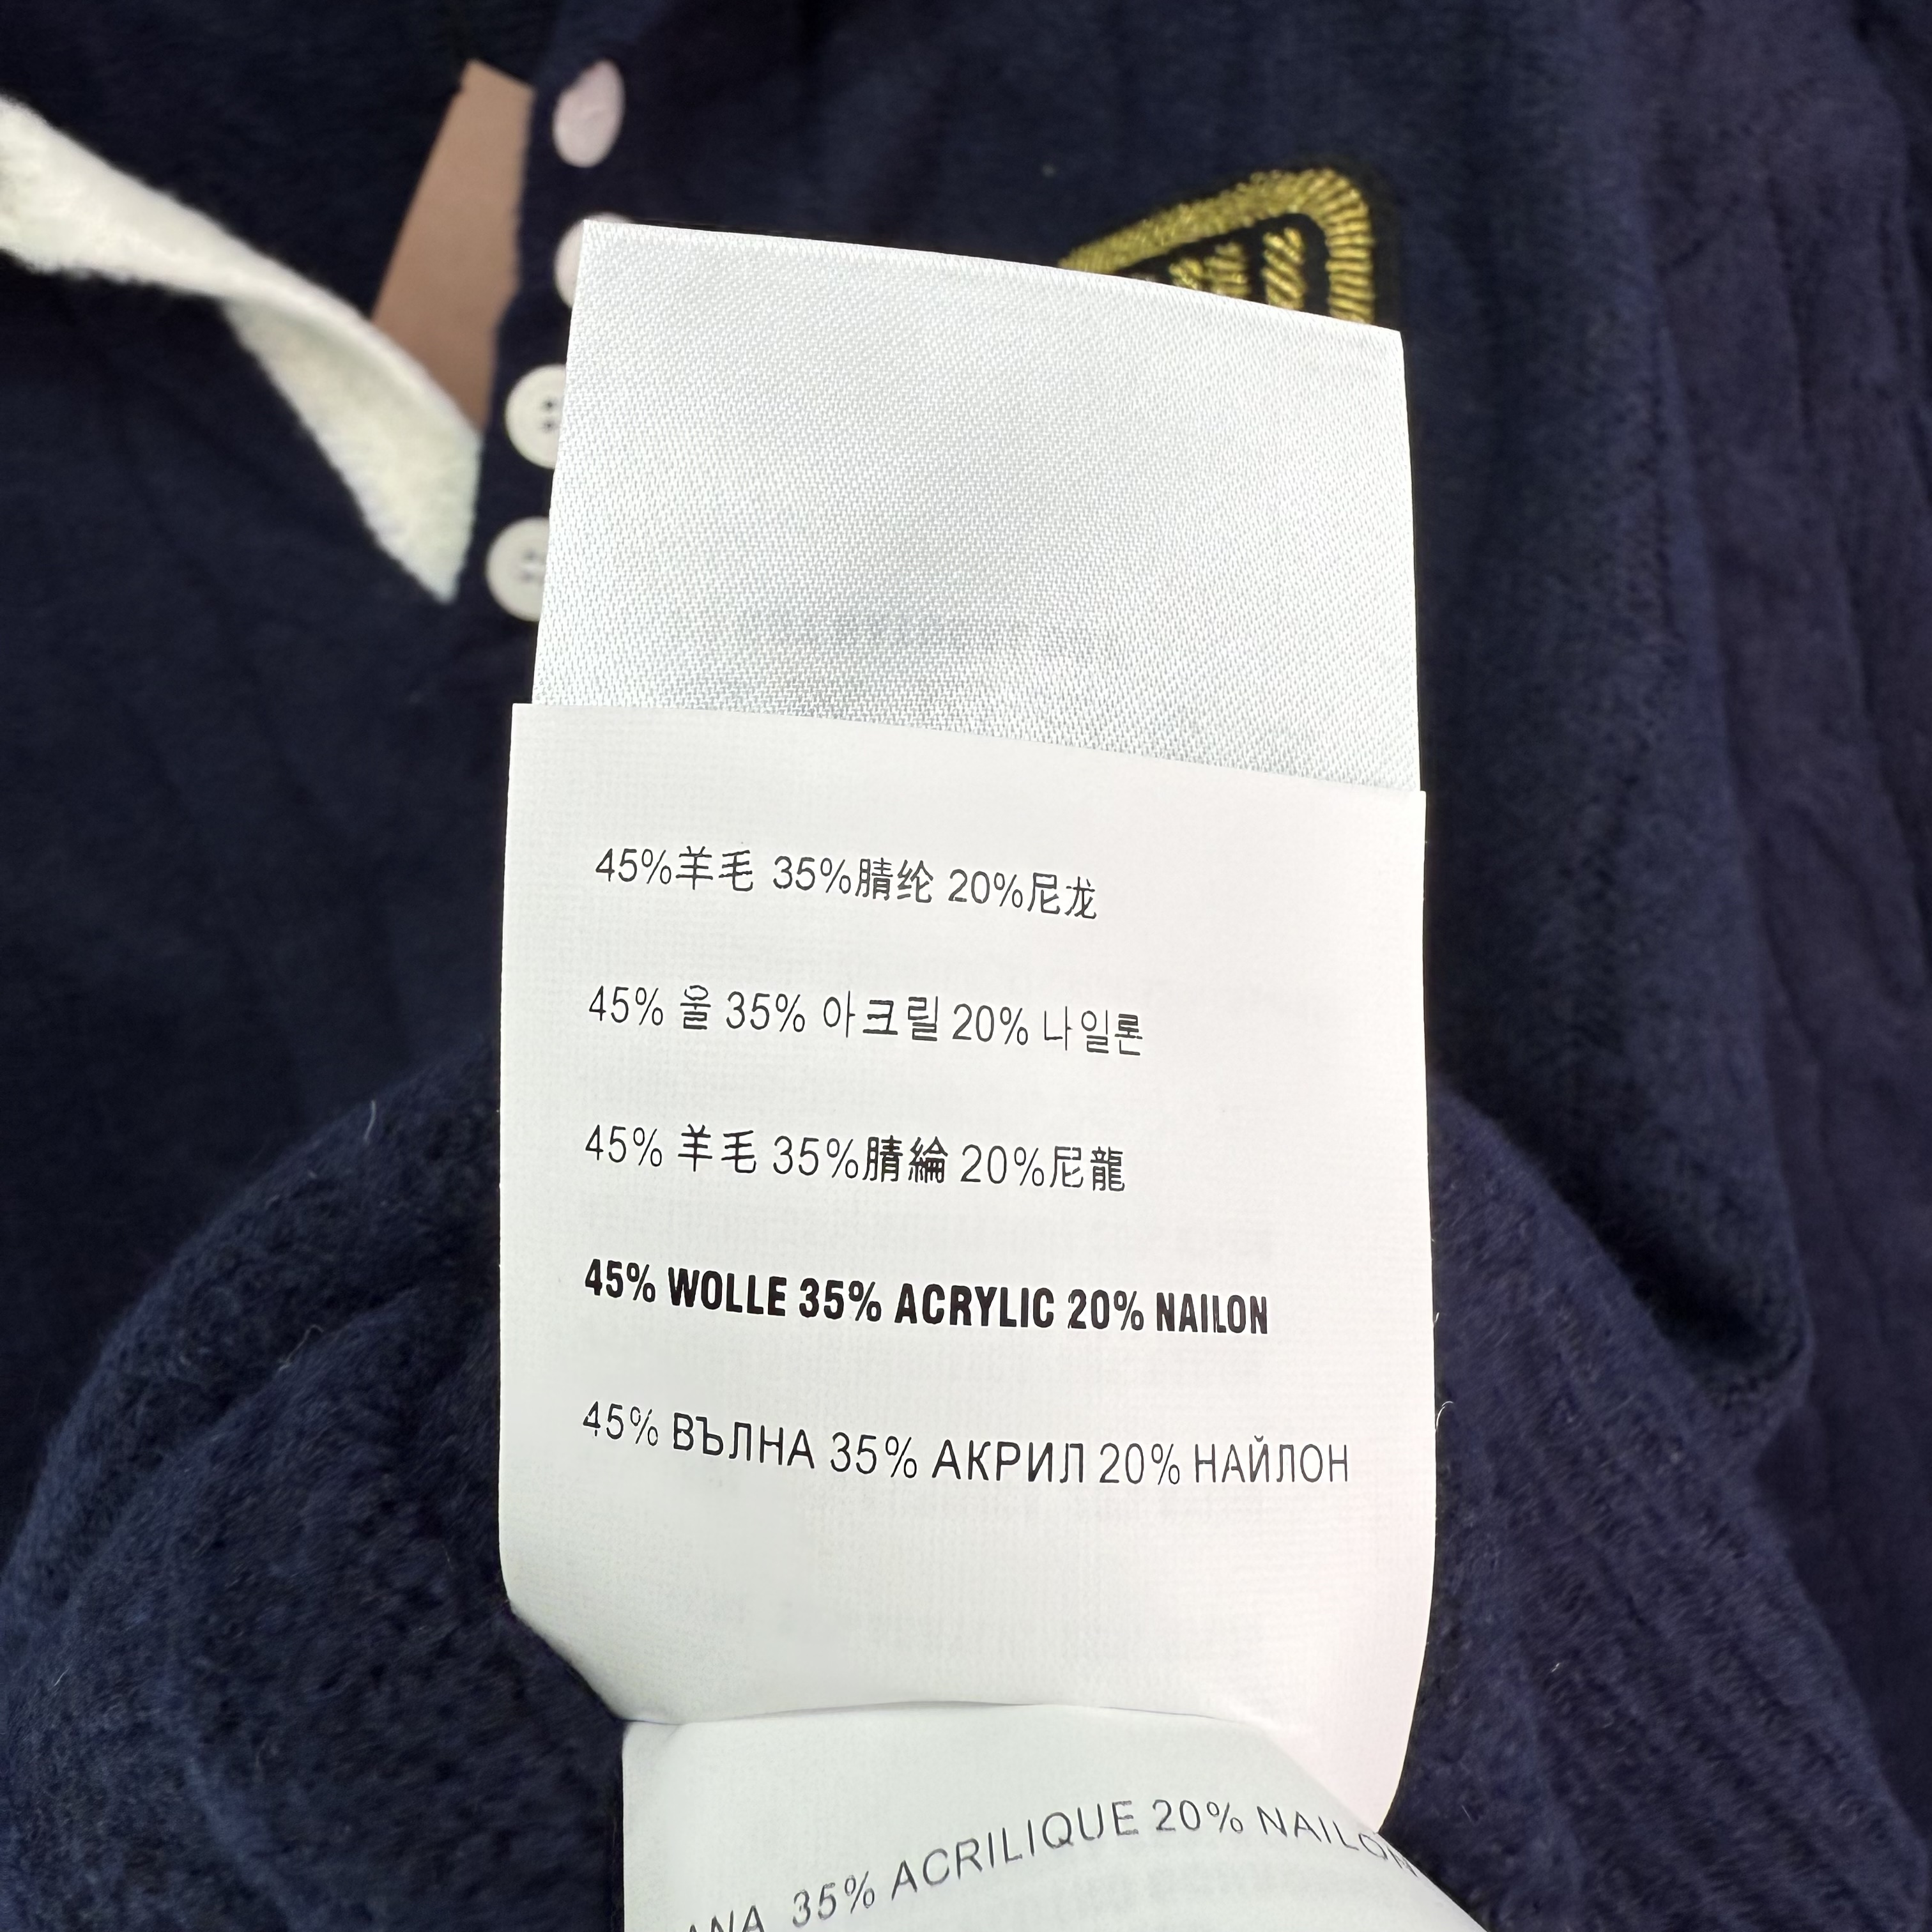 45%羊毛 35%腈纶 20%尼龙
45% 울 35% 아크릴 20% 나일론
45% 羊毛 35%腈綸 20%尼龍
45% WOLLE 35% ACRYLIC 20% NAILON
45% ВЪЛНА 35% АКРИЛ 20% НАЙЛОН
35% ACRILIQUE 20% NAILON